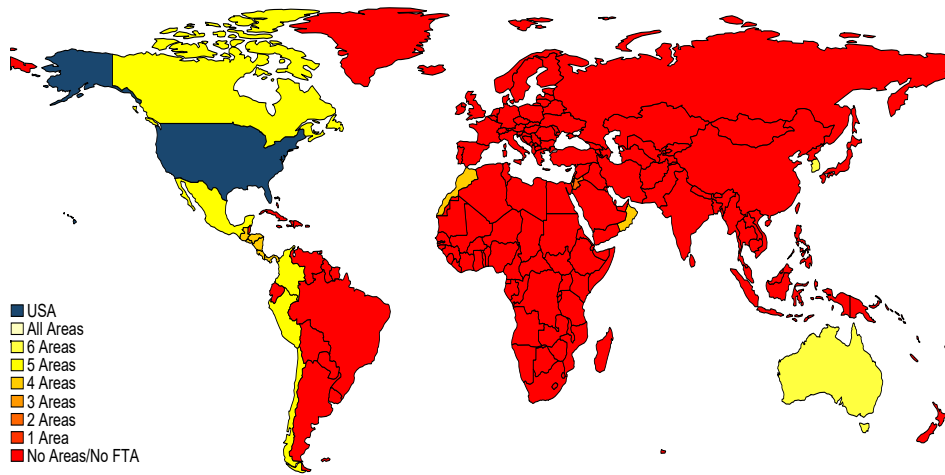 USA
All Areas
6 Areas
5 Areas
4 Areas
3 Areas
2 Areas
1 Area
No Areas/No FTA